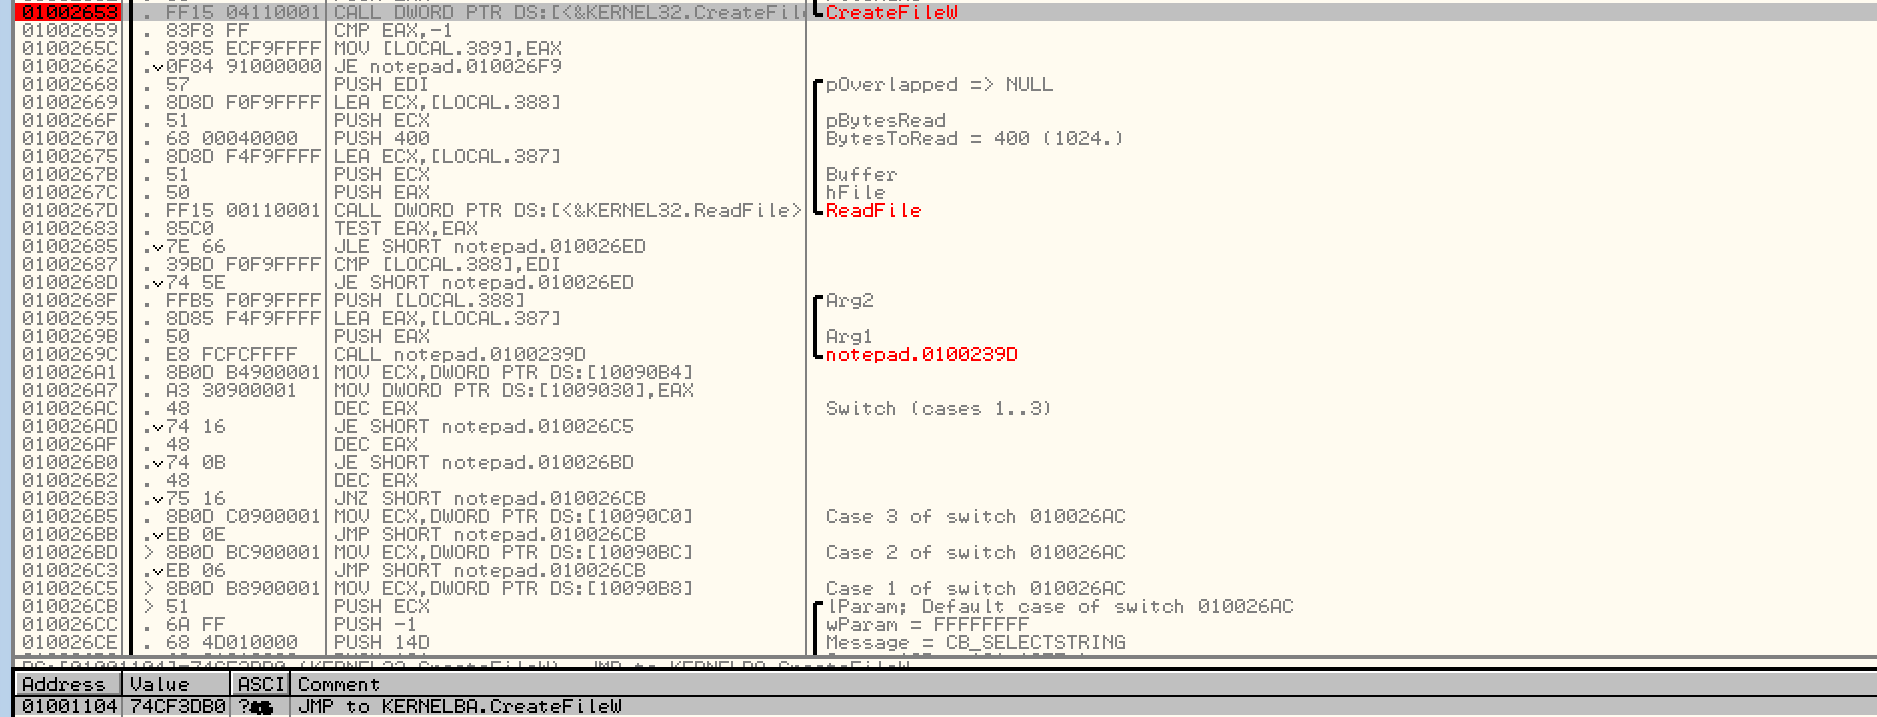 01002653 . FF15 04110001 CALL DWORD PTR DS:[<&KERNEL32.CreateFil CreateFileW
01002659 . 83F8 FF CMP EAX,-1
0100265C . 8985 ECF9FFFF MOV [LOCAL.389],EAX
01002662 .v0F84 91000000 JE notepad.010026F9
01002668 . 57 PUSH EDI pOverlapped => NULL
01002669 . 8D8D F0F9FFFF LEA ECX,[LOCAL.388]
0100266F . 51 PUSH ECX pBytesRead
01002670 . 68 00040000 PUSH 400 BytesToRead = 400 (1024.)
01002675 . 8D8D F4F9FFFF LEA ECX,[LOCAL.387]
0100267B . 51 PUSH ECX Buffer
0100267C . 50 PUSH EAX hFile
0100267D . FF15 00110001 CALL DWORD PTR DS:[<&KERNEL32.ReadFile> ReadFile
01002683 . 85C0 TEST EAX,EAX
01002685 .v7E 66 JLE SHORT notepad.010026ED
01002687 . 39BD F0F9FFFF CMP [LOCAL.388],EDI
0100268D .v74 5E JE SHORT notepad.010026ED
0100268F . FFB5 F0F9FFFF PUSH [LOCAL.388] Arg2
01002695 . 8D85 F4F9FFFF LEA EAX,[LOCAL.387]
0100269B . 50 PUSH EAX Arg1
0100269C . E8 FCFCFFFF CALL notepad.0100239D notepad.0100239D
010026A1 . 8B0D B4900001 MOV ECX,DWORD PTR DS:[10090B4]
010026A7 . A3 30900001 MOV DWORD PTR DS:[1009030],EAX
010026AC . 48 DEC EAX Switch (cases 1..3)
010026AD .v74 16 JE SHORT notepad.010026C5
010026AF . 48 DEC EAX
010026B0 .v74 0B JE SHORT notepad.010026BD
010026B2 . 48 DEC EAX
010026B3 .v75 16 JNZ SHORT notepad.010026CB
010026B5 . 8B0D C0900001 MOV ECX,DWORD PTR DS:[10090C0] Case 3 of switch 010026AC
010026BB .vEB 0E JMP SHORT notepad.010026CB
010026BD > 8B0D BC900001 MOV ECX,DWORD PTR DS:[10090BC] Case 2 of switch 010026AC
010026C3 .vEB 06 JMP SHORT notepad.010026CB
010026C5 > 8B0D B8900001 MOV ECX,DWORD PTR DS:[10090B8] Case 1 of switch 010026AC
010026CB > 51 PUSH ECX lParam; Default case of switch 010026AC
010026CC . 6A FF PUSH -1 wParam = FFFFFFFF
010026CE . 68 4D010000 PUSH 14D Message = CB_SELECTSTRING
DS:[01001104]=74CF3DB0 (KERNEL32.CreateFileW), JMP to KERNELBA.CreateFileW
Address Value ASCI Comment
01001104 74CF3DB0 ? JMP to KERNELBA.CreateFileW